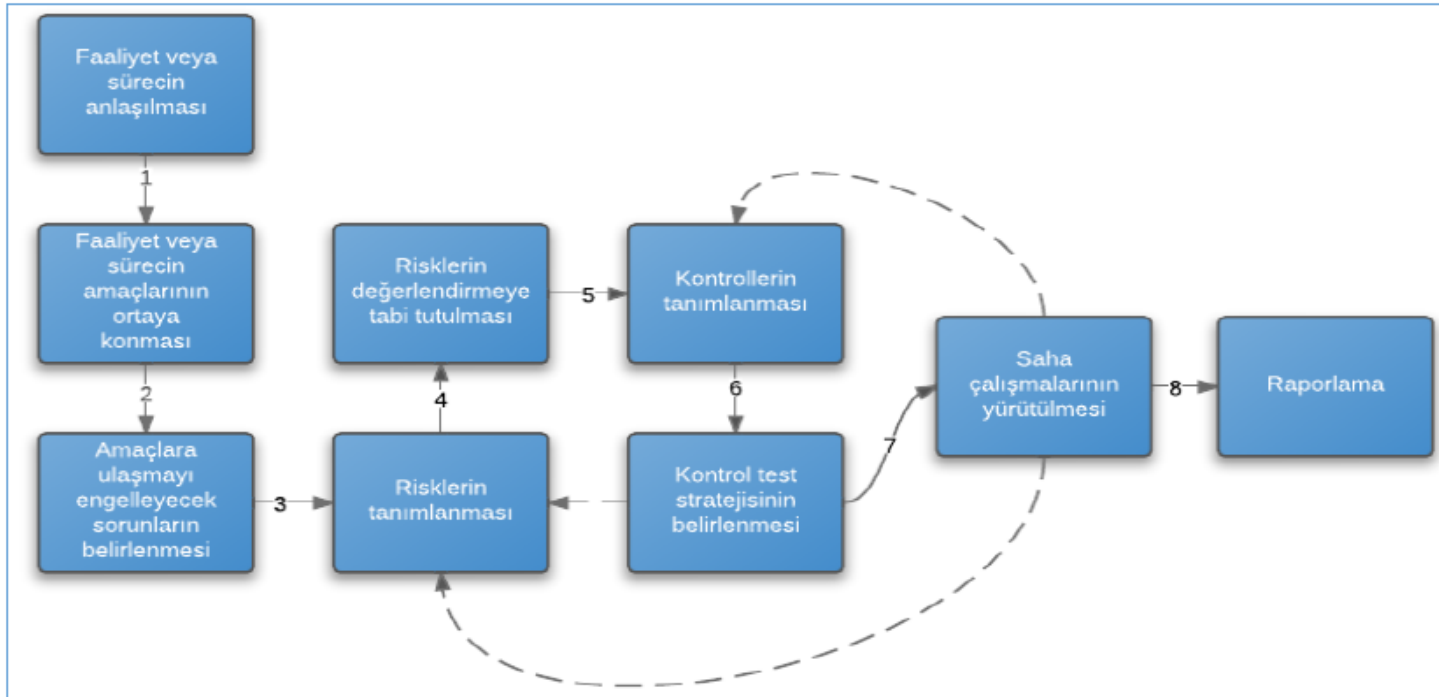 Faaliyet veya
sürecin
anlaşılması
1
Faaliyet veya
sürecin
amaçlarının
ortaya
konması
2
Amaçlara
ulaşmayı
engelleyecek
sorunların
belirlenmesi
3
Risklerin
tanımlanması
4
Risklerin
değerlendirmeye
tabi tutulması
5
Kontrollerin
tanımlanması
6
Kontrol test
stratejisinin
belirlenmesi
7
Saha
çalışmalarının
yürütülmesi
8
Raporlama